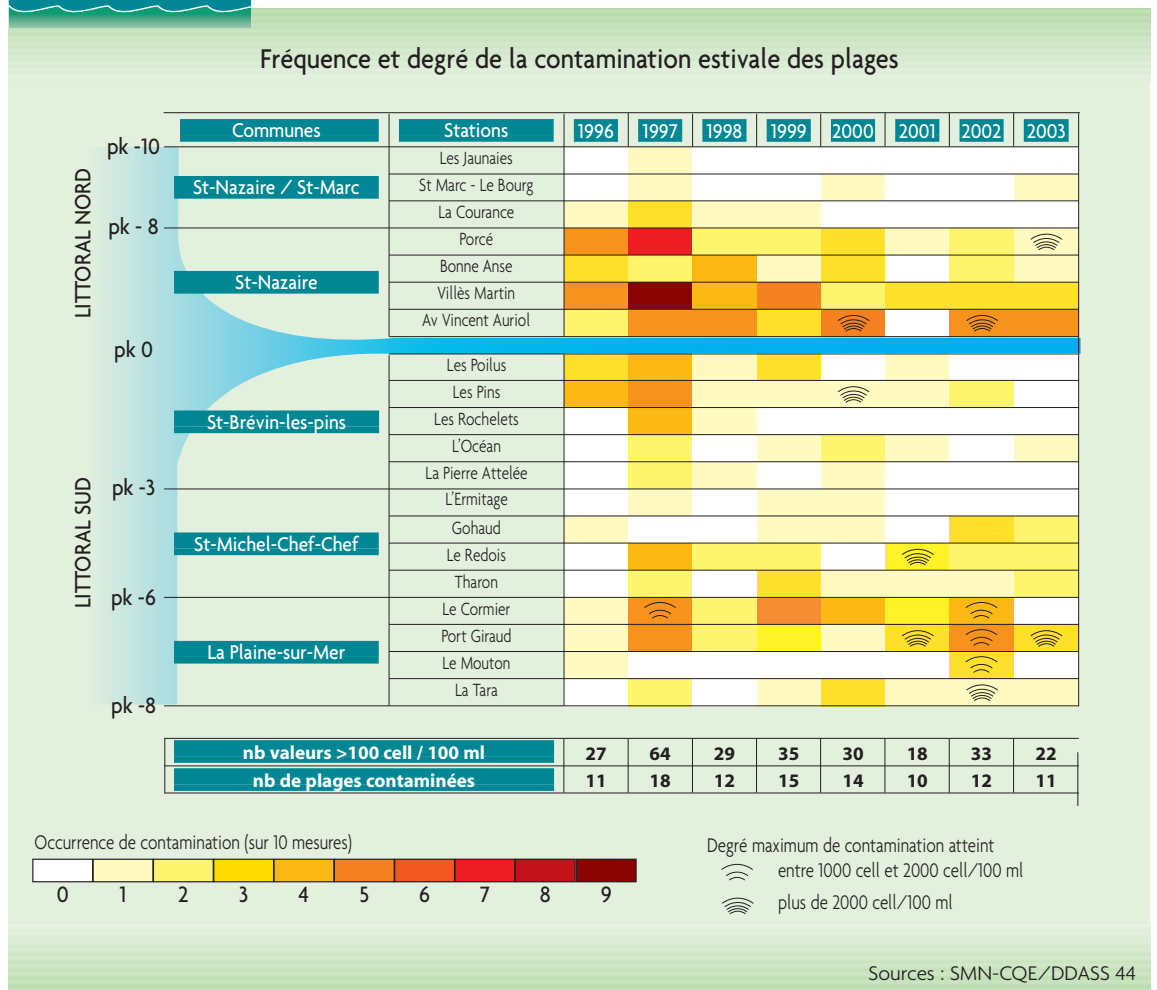 Fréquence et degré de la contamination estivale des plages
Communes Stations 1996 1997 1998 1999 2000 2001 2002 2003
pk -10
Les Jaunaies
St-Nazaire / St-Marc St Marc - Le Bourg
La Courance
pk - 8
Porcé
Bonne Anse
St-Nazaire
Villès Martin
Av Vincent Auriol
LITTORAL NORD
pk 0
Les Poilus
Les Pins
St-Brévin-les-pins Les Rochelets
L'Océan
La Pierre Attelée
pk -3
L'Ermitage
Gohaud
St-Michel-Chef-Chef
Le Redois
Tharon
LITTORAL SUD
pk -6
Le Cormier
Port Giraud
La Plaine-sur-Mer
Le Mouton
La Tara
pk -8
nb valeurs >100 cell / 100 ml 27 64 29 35 30 18 33 22
nb de plages contaminées 11 18 12 15 14 10 12 11
Occurrence de contamination (sur 10 mesures)
0 1 2 3 4 5 6 7 8 9
Degré maximum de contamination atteint
entre 1000 cell et 2000 cell/100 ml
plus de 2000 cell/100 ml
Sources : SMN-CQE/DDASS 44